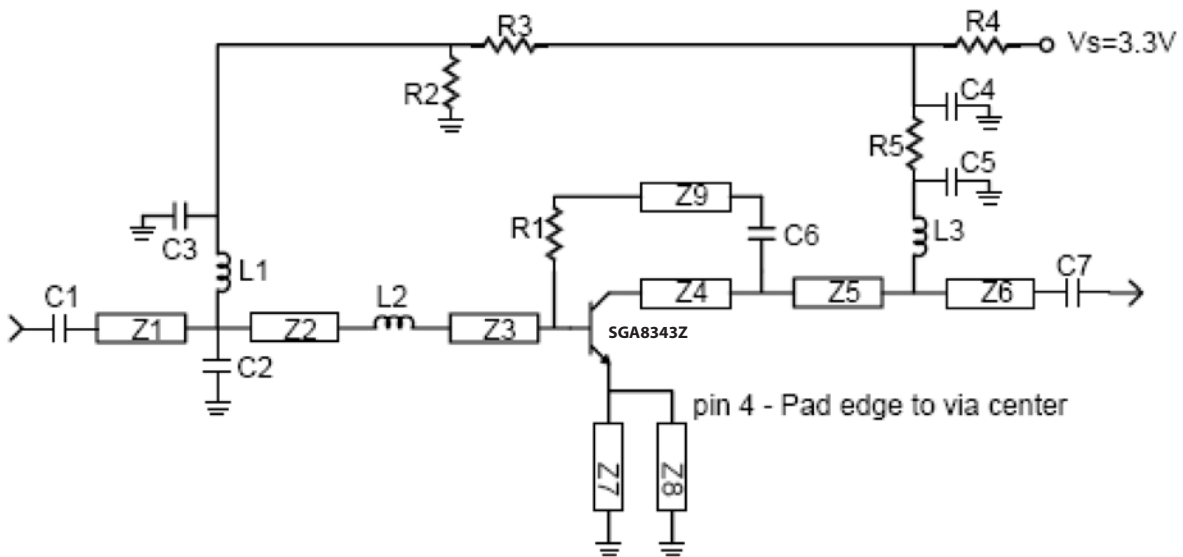 R3
R4
Vs=3.3V
R2
C4
R5
C5
C3
L1
R1
Z9
C6
L3
C1
Z1
Z2
L2
Z3
Z4
Z5
Z6
C7
SGA8343Z
C2
pin 4 - Pad edge to via center
Z7
Z8